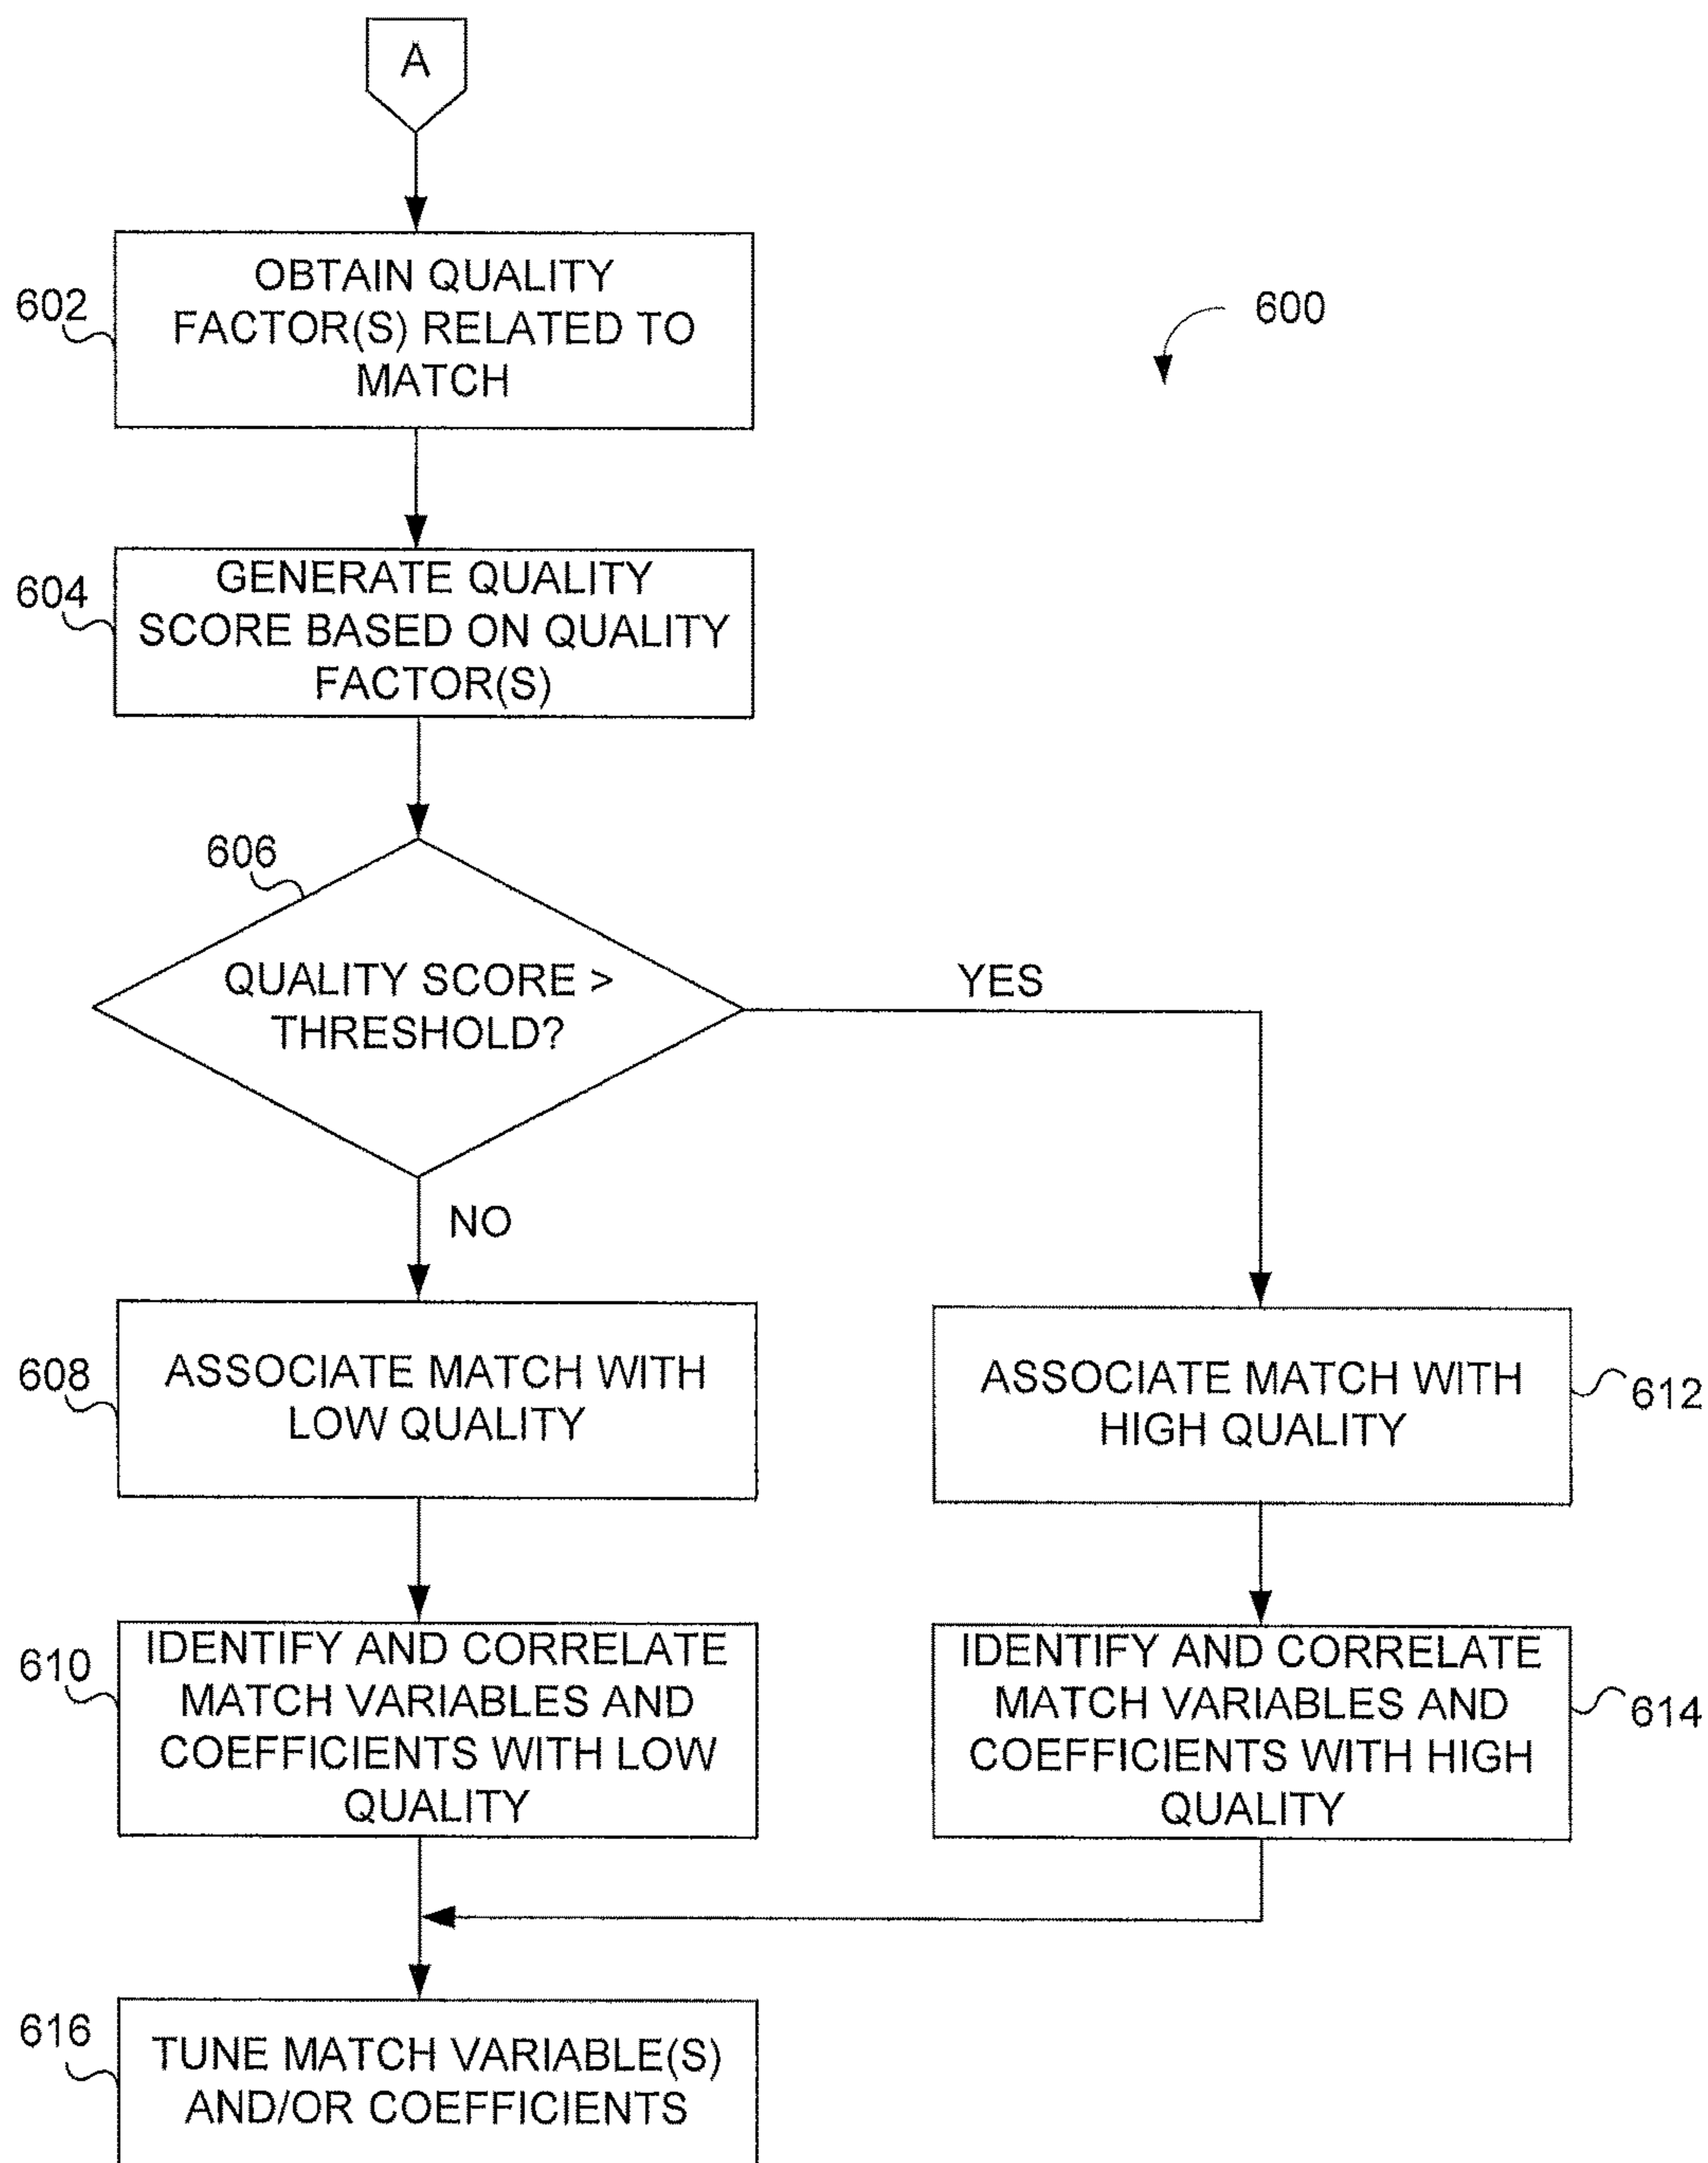 A
602
OBTAIN QUALITY
FACTOR(S) RELATED TO
MATCH
600
604
GENERATE QUALITY
SCORE BASED ON QUALITY
FACTOR(S)
606
QUALITY SCORE >
THRESHOLD?
YES
NO
608
ASSOCIATE MATCH WITH
LOW QUALITY
ASSOCIATE MATCH WITH
HIGH QUALITY
612
610
IDENTIFY AND CORRELATE
MATCH VARIABLES AND
COEFFICIENTS WITH LOW
QUALITY
IDENTIFY AND CORRELATE
MATCH VARIABLES AND
COEFFICIENTS WITH HIGH
QUALITY
614
616
TUNE MATCH VARIABLE(S)
AND/OR COEFFICIENTS